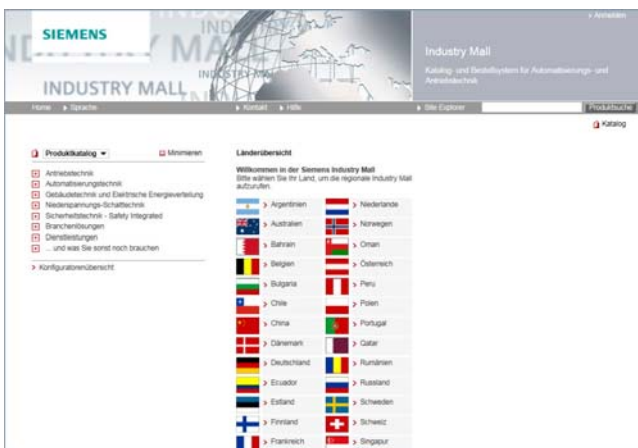 Anmelden
SIEMENS
INDUSTRY MALL
Industry Mall
Katalog- und Bestellsystem für Automatisierungs- und
Antriebstechnik
Home Sprache Kontakt Hilfe Site Explorer Produktsuche
Katalog
Produktkatalog Minimieren
Antriebstechnik
Automatisierungstechnik
Gebäudetechnik und Elektrische Energieverteilung
Niederspannungs-Schalttechnik
Sicherheitstechnik - Safety Integrated
Branchenlösungen
Dienstleistungen
... und was Sie sonst noch brauchen
Konfiguratorenübersicht
Länderübersicht
Willkommen in der Siemens Industry Mall
Bitte wählen Sie Ihr Land, um die regionale Industry Mall
aufzurufen.
Argentinien Niederlande
Australien Norwegen
Bahrain Oman
Belgien Österreich
Bulgaria Peru
Chile Polen
China Portugal
Dänemark Qatar
Deutschland Rumänien
Ecuador Russland
Estland Schweden
Finnland Schweiz
Frankreich Singapur